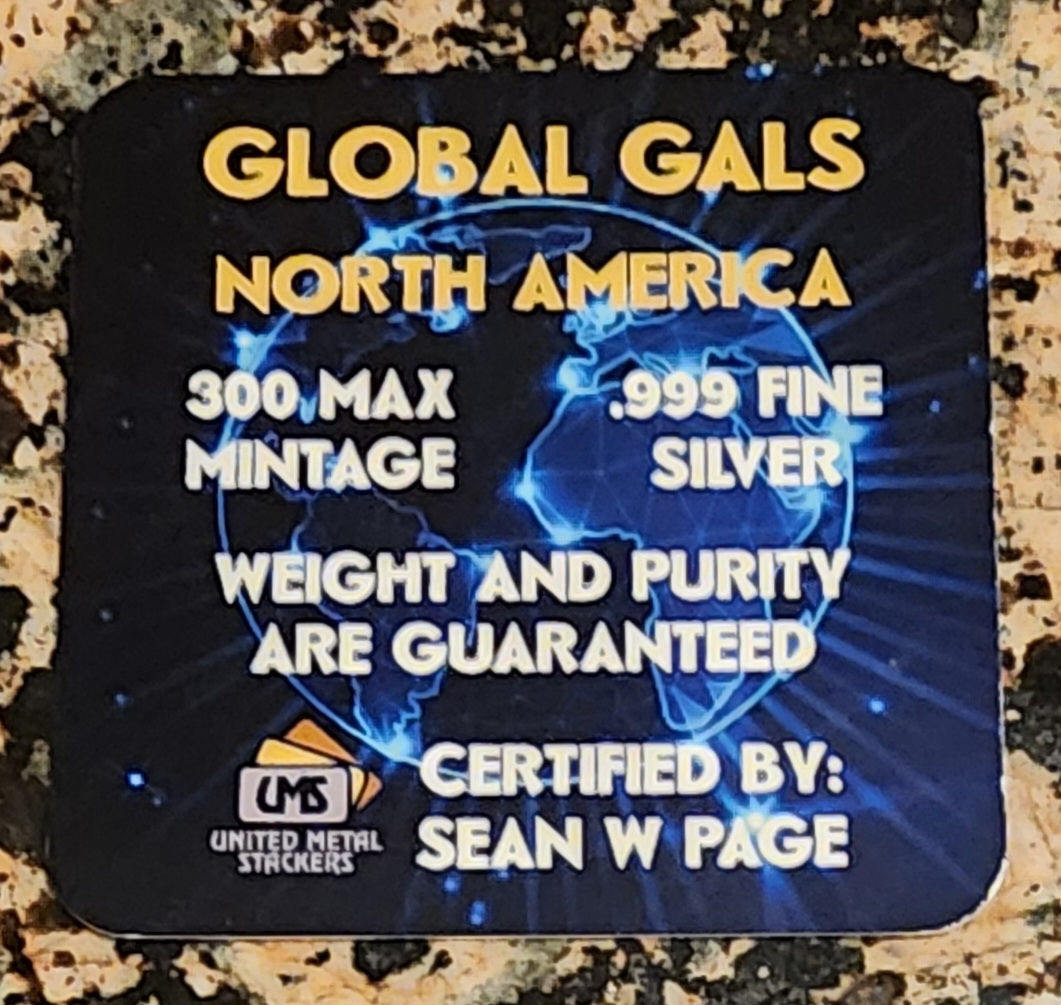 GLOBAL GALS
NORTH AMERICA
300 MAX
MINTAGE
.999 FINE
SILVER
WEIGHT AND PURITY
ARE GUARANTEED
UMS
UNITED METAL
STACKERS
CERTIFIED BY:
SEAN W PAGE